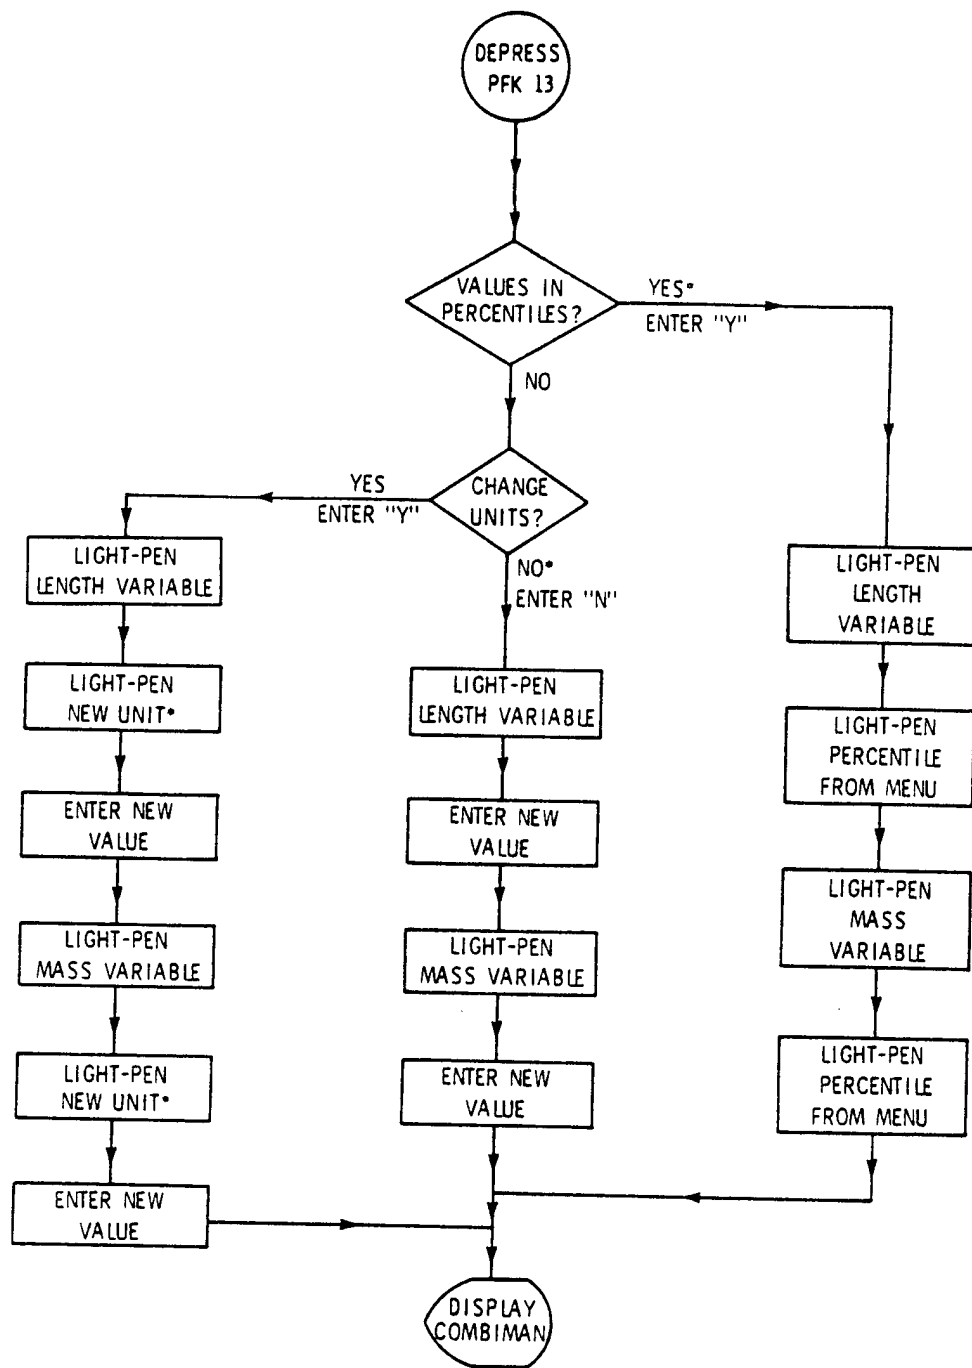 DEPRESS
PFK 13
VALUES IN
PERCENTILES?
YES*
ENTER "Y"
NO
CHANGE
UNITS?
YES
ENTER "Y"
NO*
ENTER "N"
LIGHT-PEN
LENGTH VARIABLE
LIGHT-PEN
NEW UNIT*
ENTER NEW
VALUE
LIGHT-PEN
MASS VARIABLE
LIGHT-PEN
NEW UNIT*
ENTER NEW
VALUE
LIGHT-PEN
LENGTH VARIABLE
ENTER NEW
VALUE
LIGHT-PEN
MASS VARIABLE
ENTER NEW
VALUE
LIGHT-PEN
LENGTH
VARIABLE
LIGHT-PEN
PERCENTILE
FROM MENU
LIGHT-PEN
MASS
VARIABLE
LIGHT-PEN
PERCENTILE
FROM MENU
DISPLAY
COMBIMAN